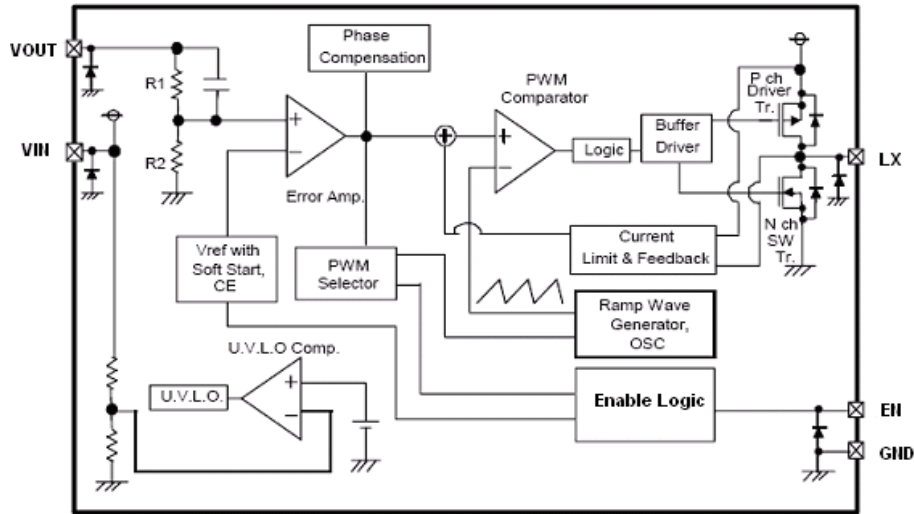 VOUT
Phase
Compensation
R1
PWM
Comparator
P ch
Driver
Tr.
Buffer
Driver
Logic
VIN
R2
LX
Error Amp.
N ch
SW
Tr.
Vref with
Soft Start,
CE
PWM
Selector
Current
Limit & Feedback
Ramp Wave
Generator,
OSC
U.V.L.O Comp.
U.V.L.O.
Enable Logic
EN
GND